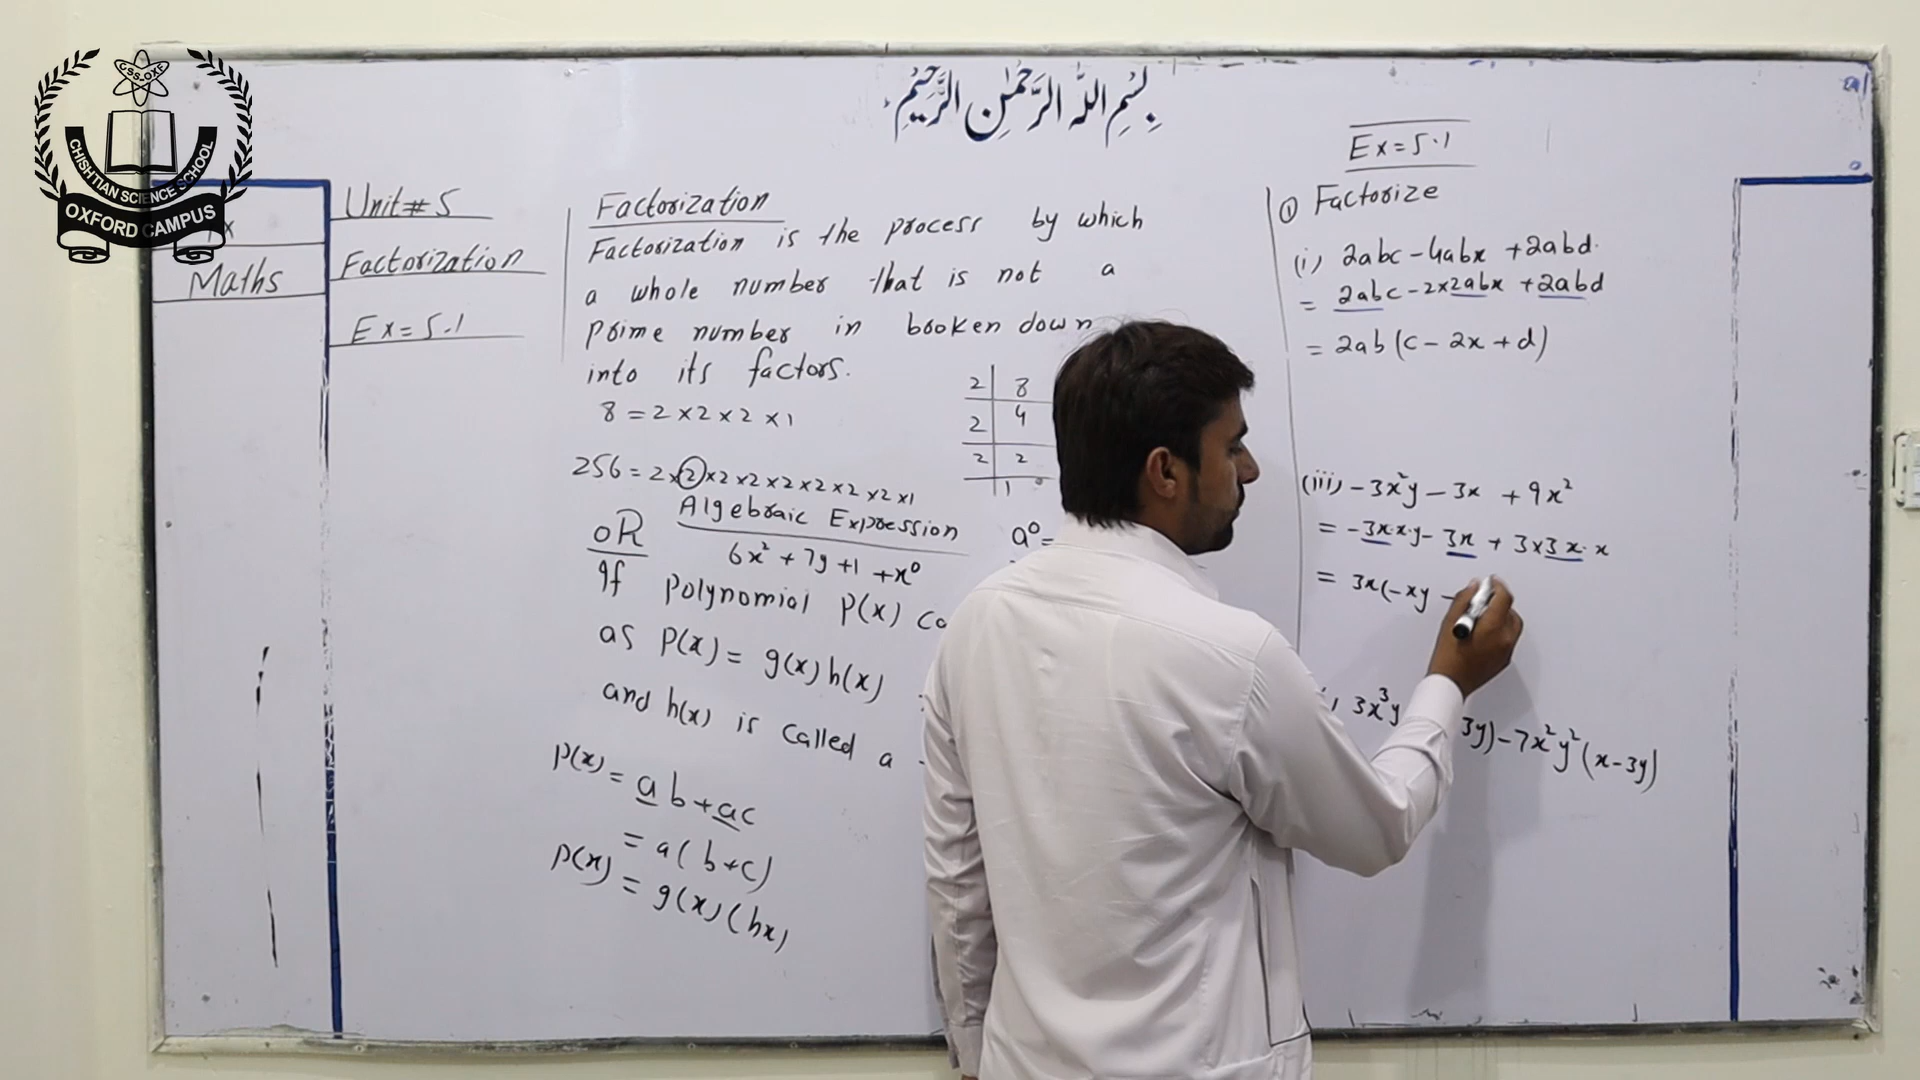 بِسْمِ اللهِ الرَّحْمٰنِ الرَّحِيْمِ
CSS-OXF
CHISHTIAN SCIENCE SCHOOL
OXFORD CAMPUS
Maths
Unit # 5
Factorization
Ex = 5.1
Factorization
Factorization is the process by which
a whole number that is not a
prime number in broken down
into its factors.
8 = 2 × 2 × 2 × 1
2 | 8
2 | 4
2 | 2
1
256 = 2 × 2 × 2 × 2 × 2 × 2 × 2 × 2 × 1
Algebraic Expression
6x² + 7y + 1 + x⁰
a⁰ =
OR
If polynomial P(x)
as P(x) = g(x) h(x)
and h(x) is called a
P(x) = ab + ac
= a(b+c)
P(x) = g(x)(hx)
Ex = 5.1
① Factorize
(i) 2abc - 4abx + 2abd.
= 2abc - 2×2abx + 2abd
= 2ab(c - 2x + d)
(iii) -3x²y - 3x + 9x²
= -3x·x·y - 3x + 3×3x·x
= 3x(-xy -
3x³y 3y) - 7x²y²(x-3y)